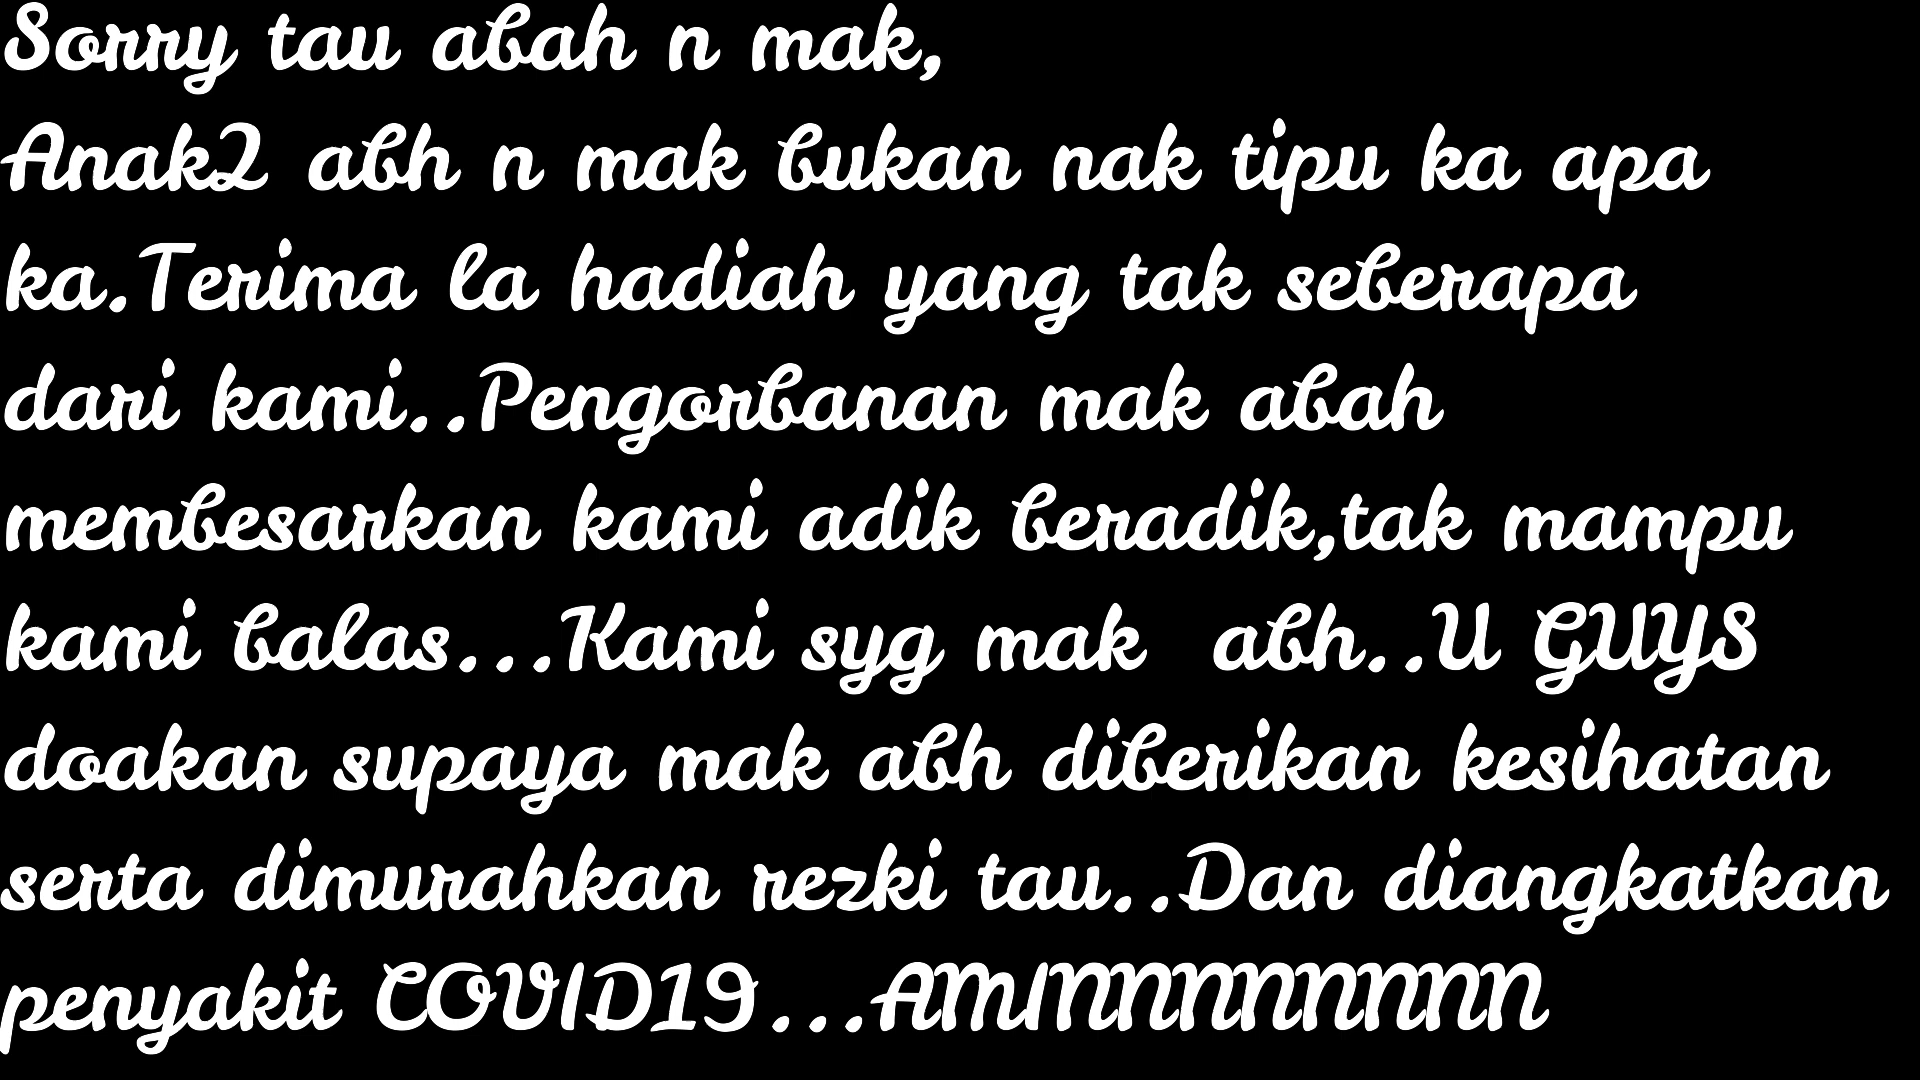 Sorry tau abah n mak,
Anak2 abh n mak bukan nak tipu ka apa
ka.Terima la hadiah yang tak seberapa
dari kami..Pengorbanan mak abah
membesarkan kami adik beradik,tak mampu
kami balas...Kami syg mak  abh..U GUYS
doakan supaya mak abh diberikan kesihatan
serta dimurahkan rezki tau..Dan diangkatkan
penyakit COVID19...AMINNNNNNNN